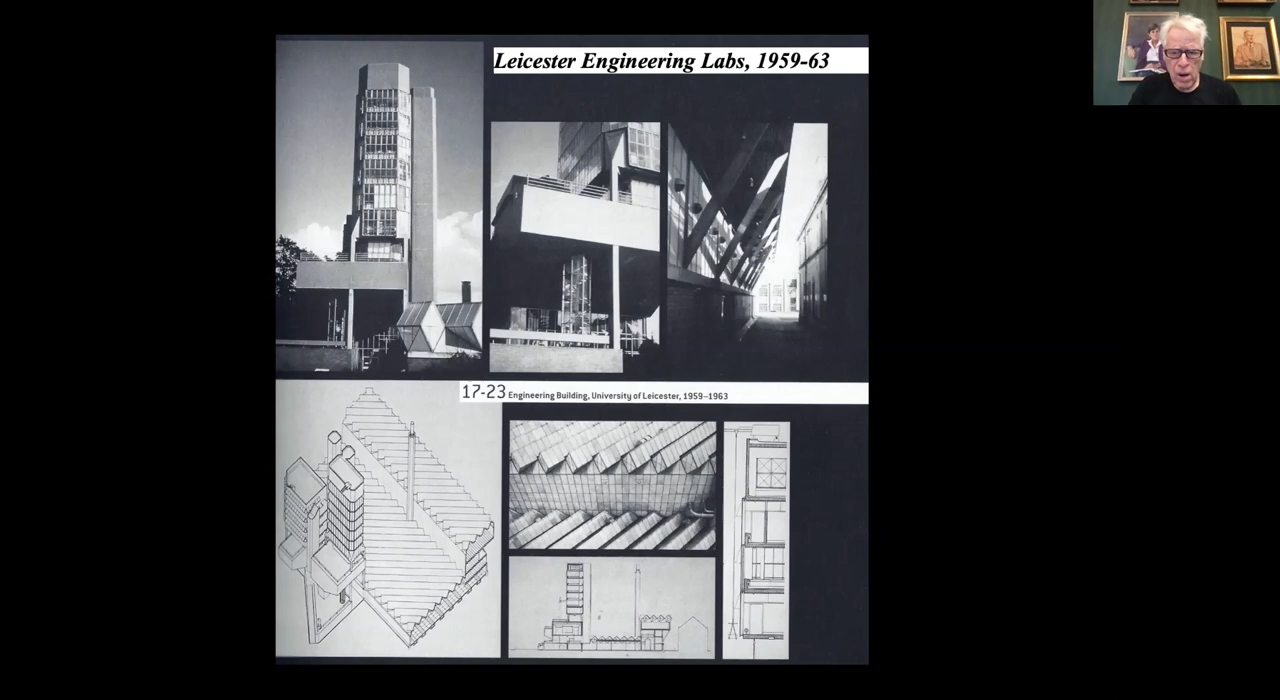 Leicester Engineering Labs, 1959-63
17-23 Engineering Building, University of Leicester, 1959–1963